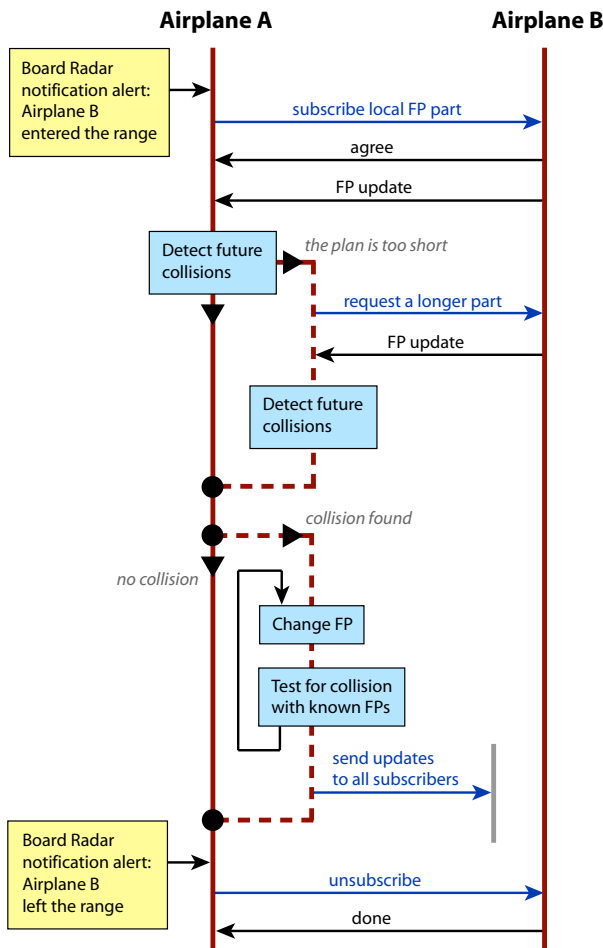 Airplane A
Airplane B
Board Radar
notification alert:
Airplane B
entered the range
subscribe local FP part
agree
FP update
Detect future
collisions
the plan is too short
request a longer part
FP update
Detect future
collisions
collision found
no collision
Change FP
Test for collision
with known FPs
send updates
to all subscribers
Board Radar
notification alert:
Airplane B
left the range
unsubscribe
done